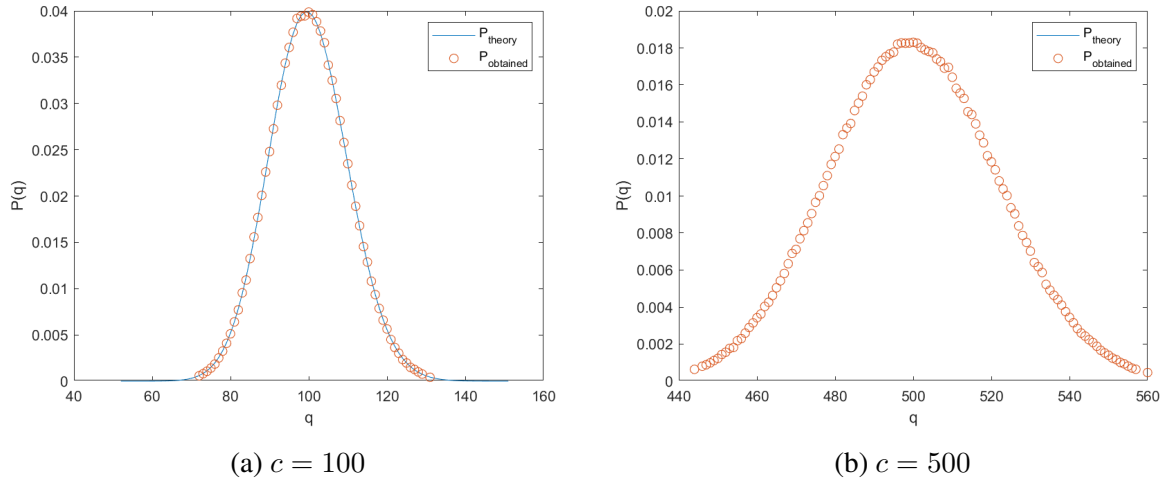 0.04
0.035
0.03
0.025
0.02
0.015
0.01
0.005
0
P(q)
40 60 80 100 120 140 160
q
P_theory
P_obtained
(a) c = 100
0.02
0.018
0.016
0.014
0.012
0.01
0.008
0.006
0.004
0.002
0
P(q)
440 460 480 500 520 540 560
q
P_theory
P_obtained
(b) c = 500